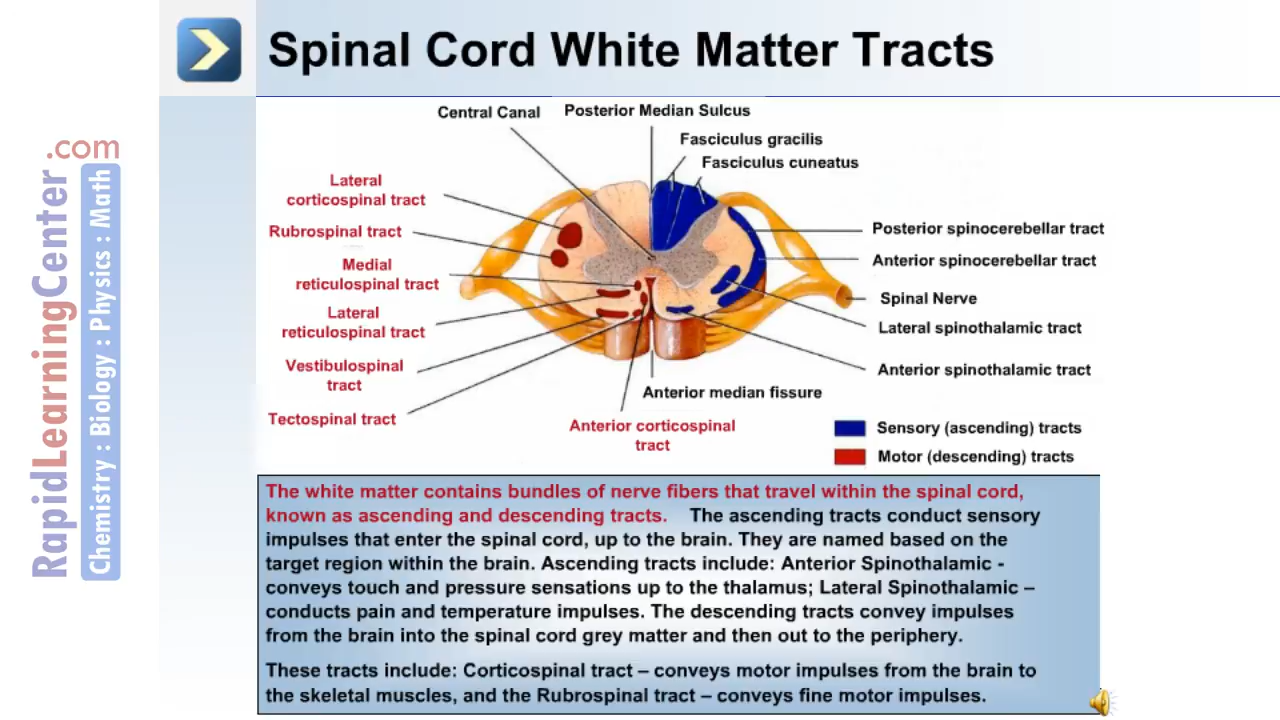 Spinal Cord White Matter Tracts
Central Canal
Posterior Median Sulcus
Fasciculus gracilis
Fasciculus cuneatus
Lateral
corticospinal tract
Rubrospinal tract
Medial
reticulospinal tract
Lateral
reticulospinal tract
Vestibulospinal
tract
Tectospinal tract
Posterior spinocerebellar tract
Anterior spinocerebellar tract
Spinal Nerve
Lateral spinothalamic tract
Anterior spinothalamic tract
Anterior median fissure
Anterior corticospinal
tract
Sensory (ascending) tracts
Motor (descending) tracts
The white matter contains bundles of nerve fibers that travel within the spinal cord,
known as ascending and descending tracts. The ascending tracts conduct sensory
impulses that enter the spinal cord, up to the brain. They are named based on the
target region within the brain. Ascending tracts include: Anterior Spinothalamic -
conveys touch and pressure sensations up to the thalamus; Lateral Spinothalamic –
conducts pain and temperature impulses. The descending tracts convey impulses
from the brain into the spinal cord grey matter and then out to the periphery.
These tracts include: Corticospinal tract – conveys motor impulses from the brain to
the skeletal muscles, and the Rubrospinal tract – conveys fine motor impulses.
RapidLearningCenter.com
Chemistry : Biology : Physics : Math